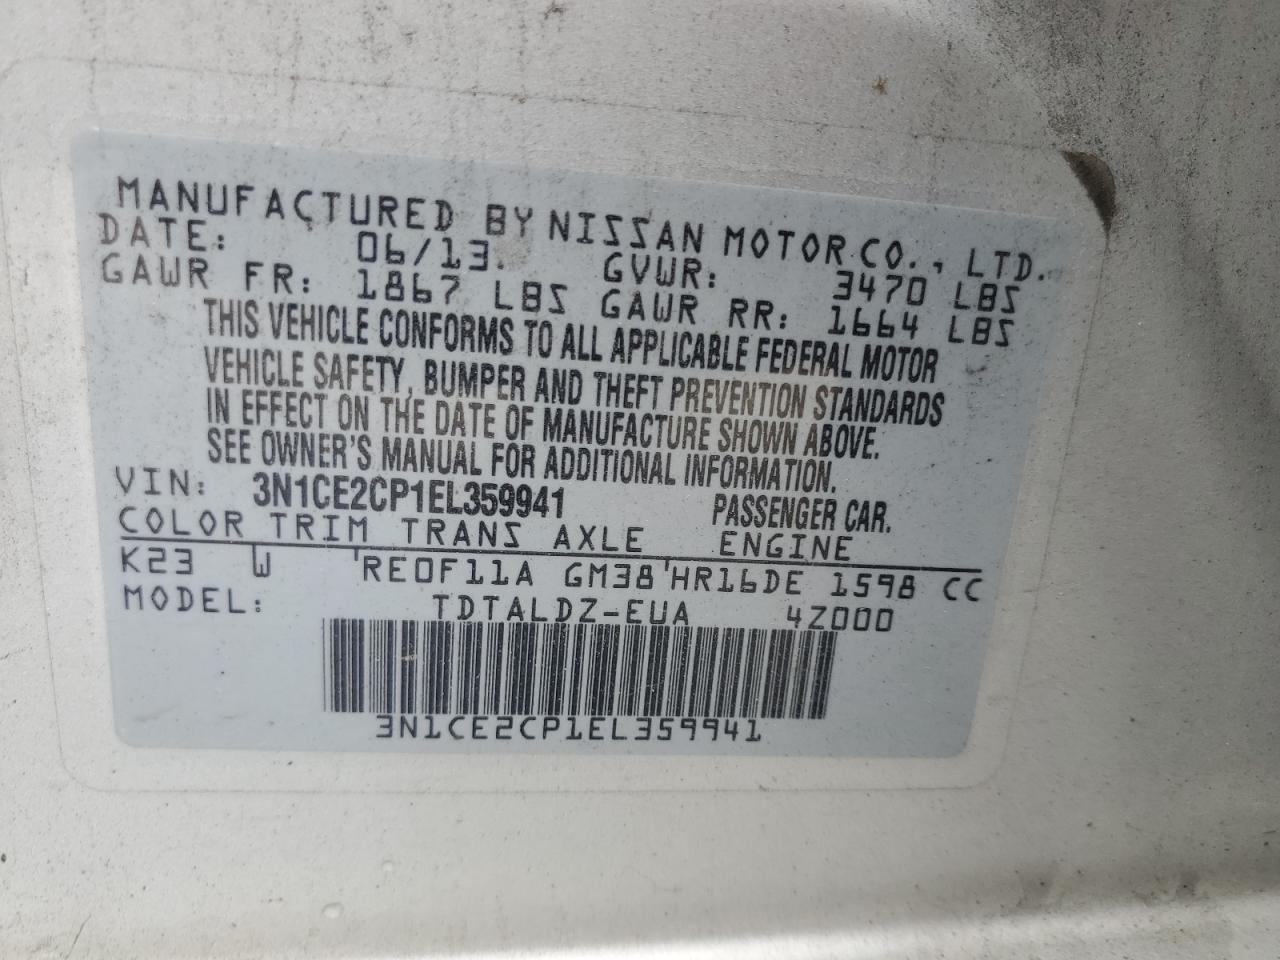 MANUFACTURED BY NISSAN MOTOR CO., LTD.
DATE: 06/13. GVWR: 3470 LBS
GAWR FR: 1867 LBS GAWR RR: 1664 LBS
THIS VEHICLE CONFORMS TO ALL APPLICABLE FEDERAL MOTOR
VEHICLE SAFETY, BUMPER AND THEFT PREVENTION STANDARDS
IN EFFECT ON THE DATE OF MANUFACTURE SHOWN ABOVE.
SEE OWNER'S MANUAL FOR ADDITIONAL INFORMATION.
VIN: 3N1CE2CP1EL359941 PASSENGER CAR.
COLOR TRIM TRANS AXLE ENGINE
K23 W RE0F11A GM38 HR16DE 1598 CC
MODEL: TDTALDZ-EUA 4Z000
3N1CE2CP1EL359941